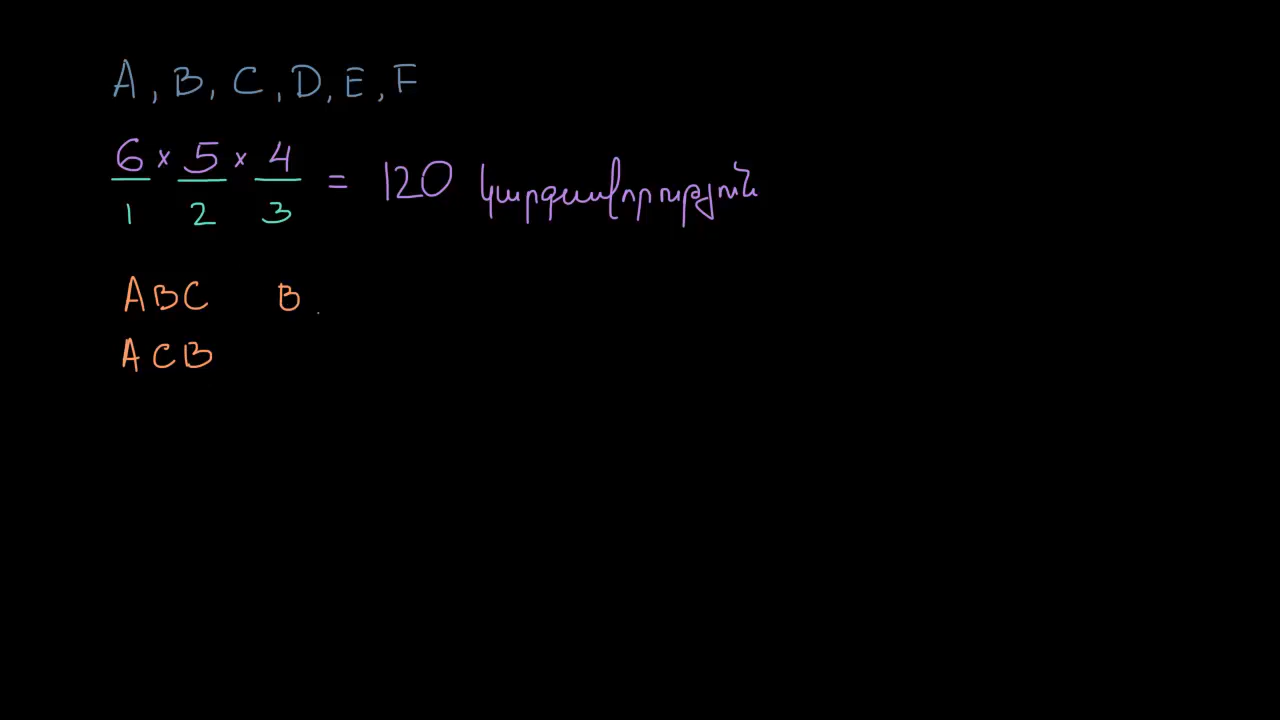 A, B, C, D, E, F
6 × 5 × 4 = 120 կարգավորություն
1 2 3
ABC B
ACB